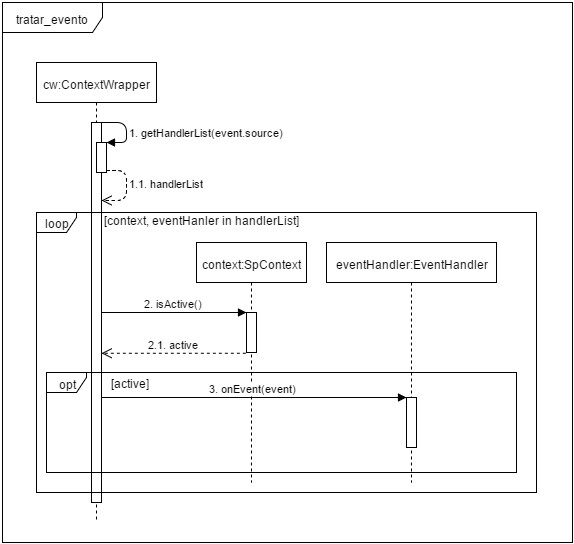 tratar_evento
cw:ContextWrapper
1. getHandlerList(event.source)
1.1. handlerList
loop
[context, eventHanler in handlerList]
context:SpContext
eventHandler:EventHandler
2. isActive()
2.1. active
opt
[active]
3. onEvent(event)